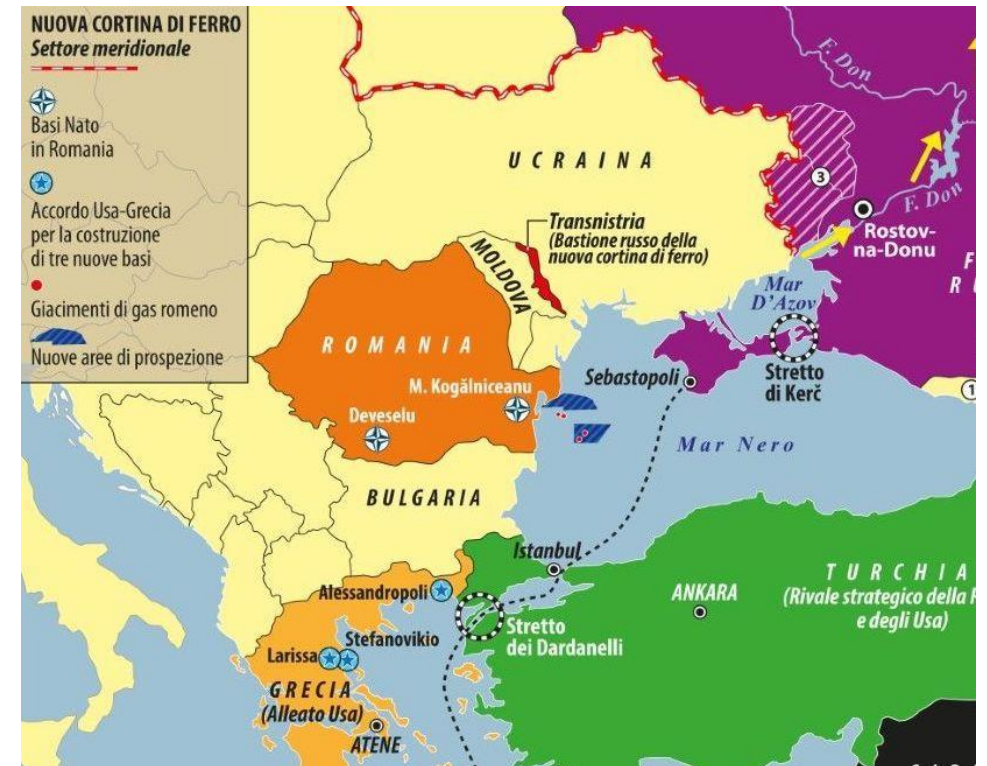 NUOVA CORTINA DI FERRO
Settore meridionale
Basi Nato
in Romania
Accordo Usa-Grecia
per la costruzione
di tre nuove basi
Giacimenti di gas romeno
Nuove aree di prospezione
F. Don
UCRAINA
3
F. Don
Rostov-
na-Donu
Transnistria
(Bastione russo della
nuova cortina di ferro)
MOLDOVA
Mar
D'Azov
F
R U
ROMANIA
M. Kogălniceanu
Deveselu
Sebastopoli
Stretto
di Kerč
1
Mar Nero
BULGARIA
Istanbul
Alessandropoli
ANKARA
TURCHIA
(Rivale strategico della
e degli Usa)
Stretto
dei Dardanelli
Stefanovikio
Larissa
GRECIA
(Alleato Usa)
ATENE